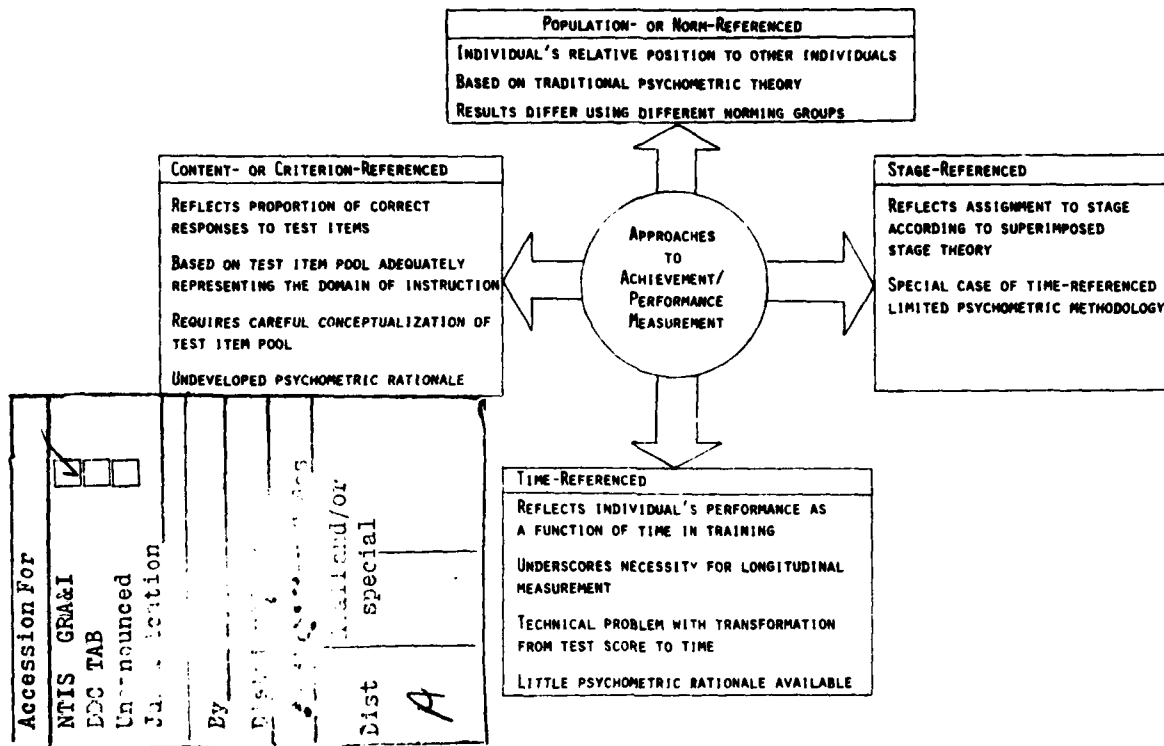 POPULATION- OR NORM-REFERENCED
INDIVIDUAL'S RELATIVE POSITION TO OTHER INDIVIDUALS
BASED ON TRADITIONAL PSYCHOMETRIC THEORY
RESULTS DIFFER USING DIFFERENT NORMING GROUPS
CONTENT- OR CRITERION-REFERENCED
REFLECTS PROPORTION OF CORRECT
RESPONSES TO TEST ITEMS
BASED ON TEST ITEM POOL ADEQUATELY
REPRESENTING THE DOMAIN OF INSTRUCTION
REQUIRES CAREFUL CONCEPTUALIZATION OF
TEST ITEM POOL
UNDEVELOPED PSYCHOMETRIC RATIONALE
APPROACHES
TO
ACHIEVEMENT/
PERFORMANCE
MEASUREMENT
STAGE-REFERENCED
REFLECTS ASSIGNMENT TO STAGE
ACCORDING TO SUPERIMPOSED
STAGE THEORY
SPECIAL CASE OF TIME-REFERENCED
LIMITED PSYCHOMETRIC METHODOLOGY
TIME-REFERENCED
REFLECTS INDIVIDUAL'S PERFORMANCE AS
A FUNCTION OF TIME IN TRAINING
UNDERSCORES NECESSITY FOR LONGITUDINAL
MEASUREMENT
TECHNICAL PROBLEM WITH TRANSFORMATION
FROM TEST SCORE TO TIME
LITTLE PSYCHOMETRIC RATIONALE AVAILABLE
Accession For
NTIS GRA&I
DDC TAB
By
and/or
Dist special
A